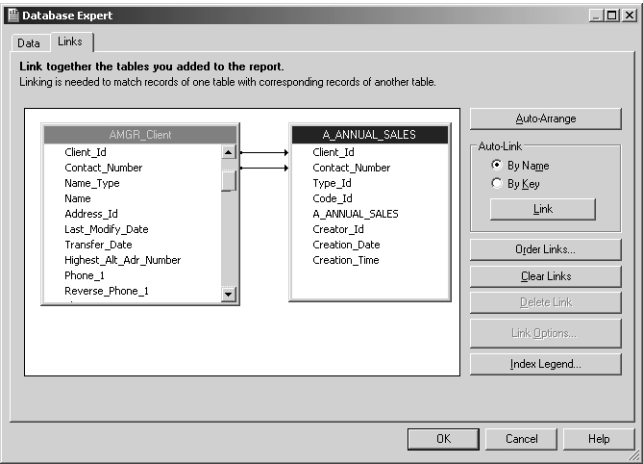 Database Expert
Data Links
Link together the tables you added to the report.
Linking is needed to match records of one table with corresponding records of another table.
AMGR_Client
Client_Id
Contact_Number
Name_Type
Name
Address_Id
Last_Modify_Date
Transfer_Date
Highest_Alt_Adr_Number
Phone_1
Reverse_Phone_1
A_ANNUAL_SALES
Client_Id
Contact_Number
Type_Id
Code_Id
A_ANNUAL_SALES
Creator_Id
Creation_Date
Creation_Time
Auto-Arrange
Auto-Link
By Name
By Key
Link
Order Links...
Clear Links
Delete Link
Link Options...
Index Legend...
OK Cancel Help